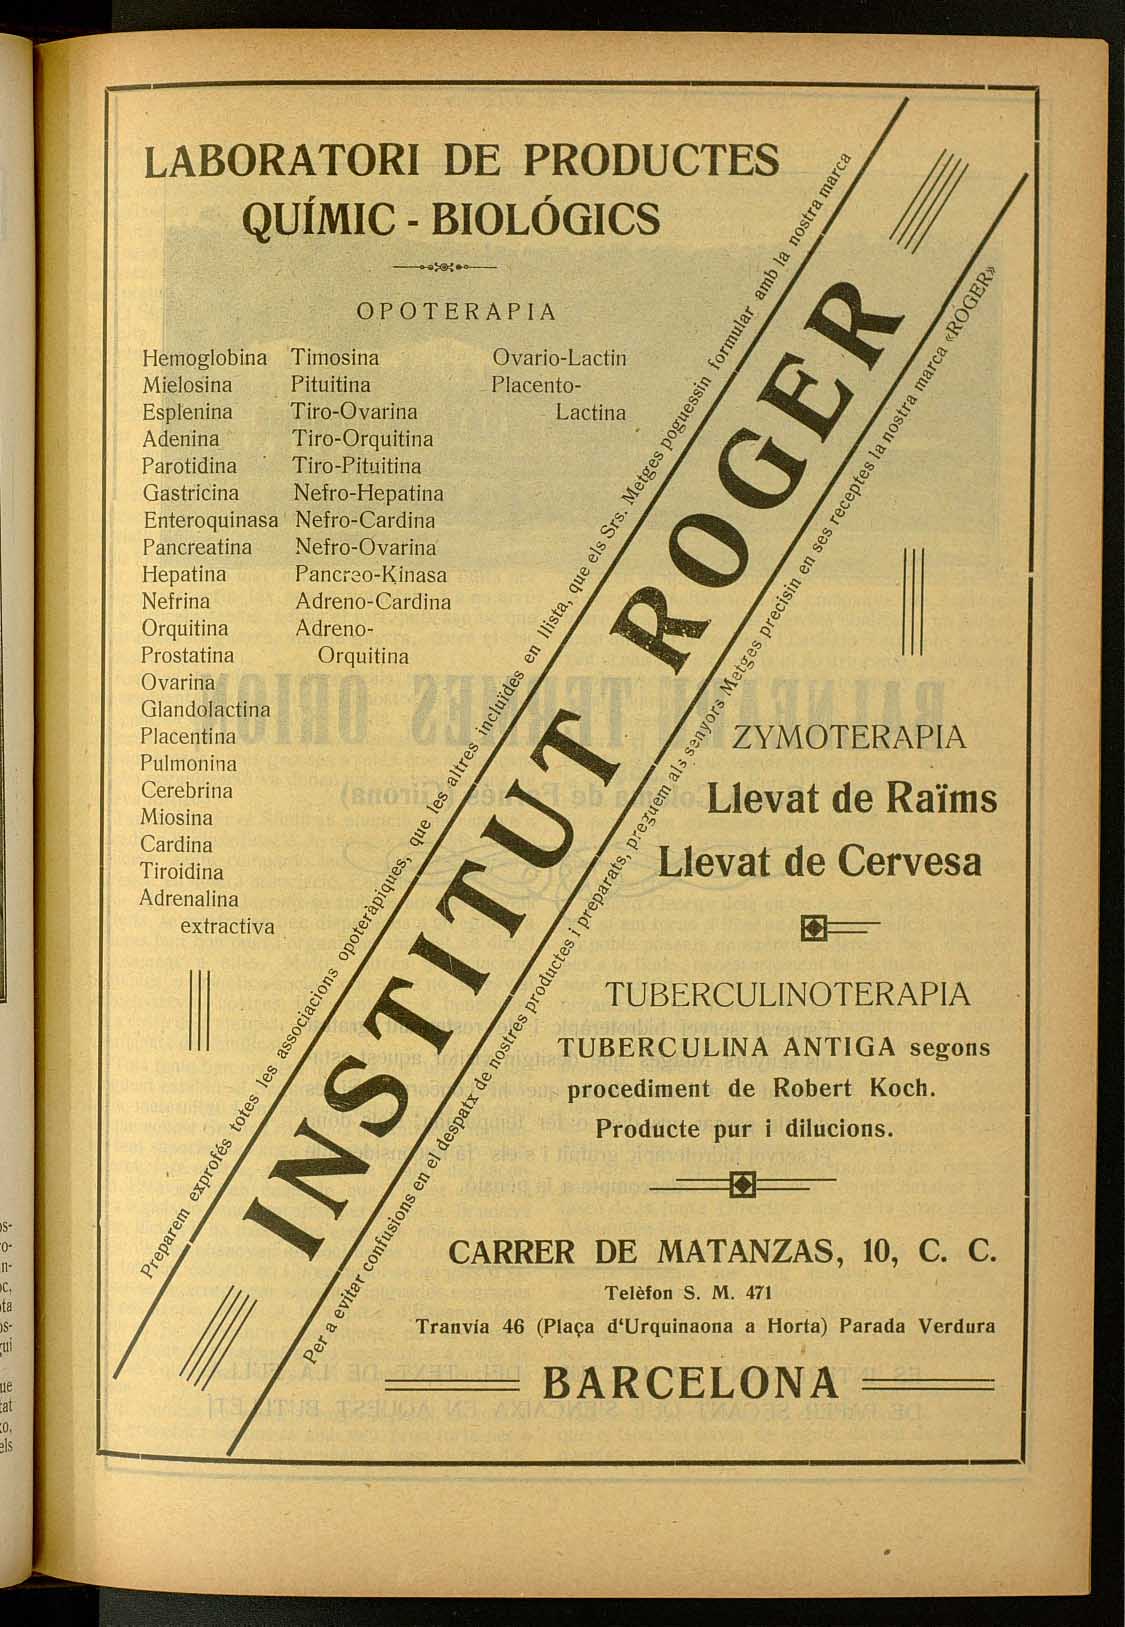 LABORATORI DE PRODUCTES
QUÍMIC - BIOLÓGICS
OPOTERAPIA
Hemoglobina
Mielosina
Esplenina
Adenina
Parotidina
Gastricina
Enteroquinasa
Pancreatina
Hepatina
Nefrina
Orquitina
Prostatina
Ovarina
Glandolactina
Placentina
Pulmonina
Cerebrina
Miosina
Cardina
Tiroidina
Adrenalina
extractiva
Timosina
Pituitina
Tiro-Ovarina
Tiro-Orquitina
Tiro-Pituitina
Nefro-Hepatina
Nefro-Cardina
Nefro-Ovarina
Pancreo-Kinasa
Adreno-Cardina
Adreno-
Orquitina
Ovario-Lactin
Placento-
Lactina
Preparem exprofés totes les associacions opoteràpiques, que les altres incluïdes en llista, que els Srs. Metges poguessin formular amb la nostra marca
INSTITUT ROGER
Per a evitar confusions en el despatx de nostres productes i preparats, preguem als senyors Metges precisin en ses receptes la nostra marca «ROGER»
ZYMOTERAPIA
Llevat de Raïms
Llevat de Cervesa
TUBERCULINOTERAPIA
TUBERCULINA ANTIGA segons
procediment de Robert Koch.
Producte pur i dilucions.
CARRER DE MATANZAS, 10, C. C.
Telèfon S. M. 471
Tranvía 46 (Plaça d'Urquinaona a Horta) Parada Verdura
BARCELONA